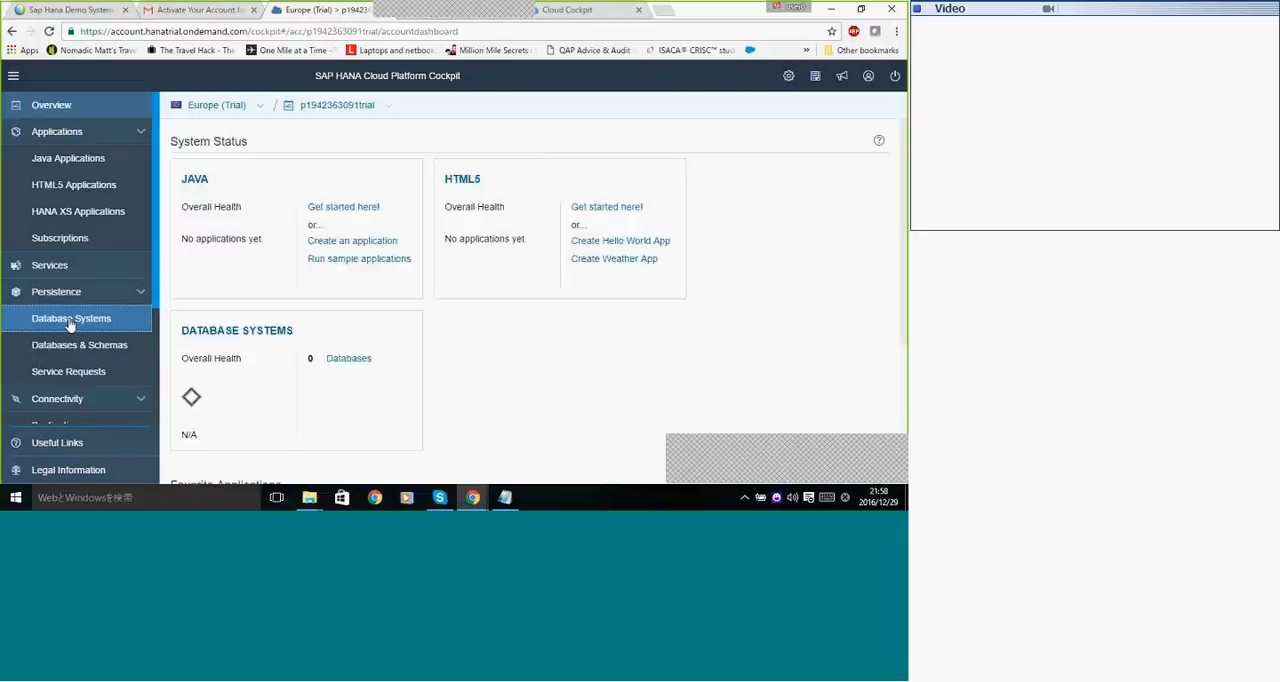 Sap Hana Demo System
Activate Your Account fo
Europe (Trial) > p19423
Cloud Cockpit
user0
Video
https://account.hanatrial.ondemand.com/cockpit#/acc/p1942363091trial/accountdashboard
Apps
Nomadic Matt's Trave
The Travel Hack - The
One Mile at a Time -
Laptops and netbook
Million Mile Secrets
QAP Advice & Audit
ISACA® CRISC™ stud
»
Other bookmarks
SAP HANA Cloud Platform Cockpit
Overview
Europe (Trial) / p1942363091trial
Applications
Java Applications
HTML5 Applications
HANA XS Applications
Subscriptions
Services
Persistence
Database Systems
Databases & Schemas
Service Requests
Connectivity
Useful Links
Legal Information
System Status
JAVA
Overall Health
No applications yet
Get started here!
or...
Create an application
Run sample applications
HTML5
Overall Health
No applications yet
Get started here!
or...
Create Hello World App
Create Weather App
DATABASE SYSTEMS
Overall Health
0 Databases
N/A
Favorite Applications
WebとWindowsを検索
21:58
2016/12/29